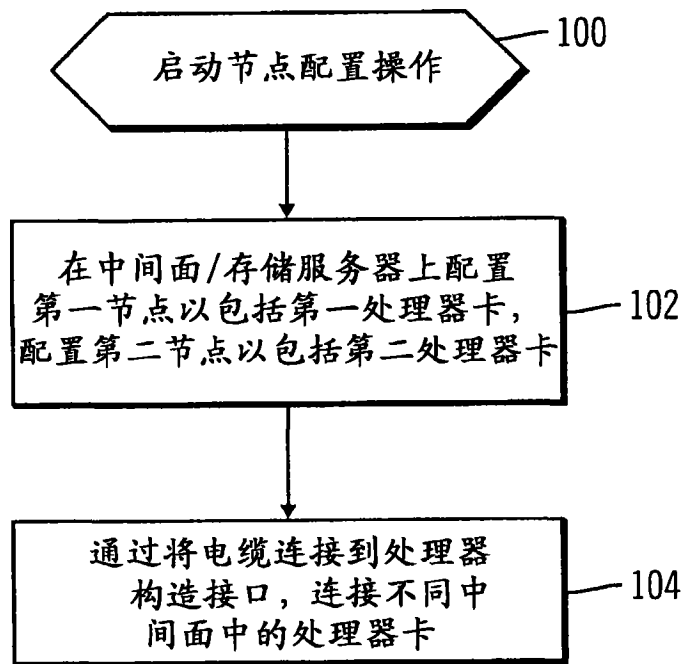 启动节点配置操作
100
在中间面/存储服务器上配置
第一节点以包括第一处理器卡，
配置第二节点以包括第二处理器卡
102
通过将电缆连接到处理器
构造接口，连接不同中
间面中的处理器卡
104